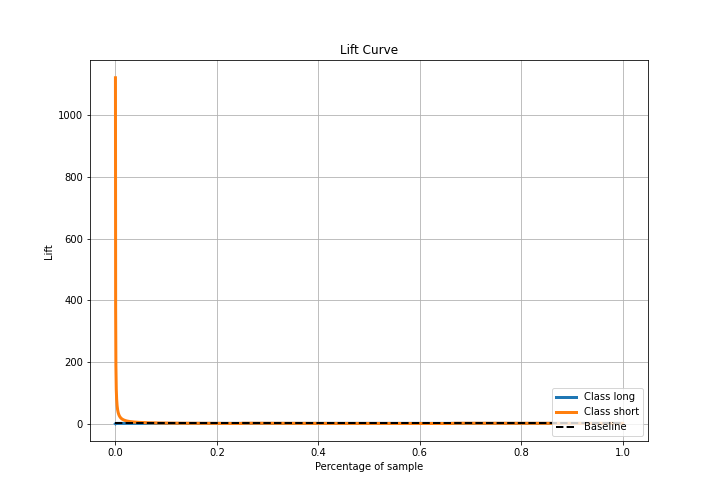 Lift Curve
1000
800
600
400
200
0
Lift
0.0 0.2 0.4 0.6 0.8 1.0
Percentage of sample
Class long
Class short
Baseline